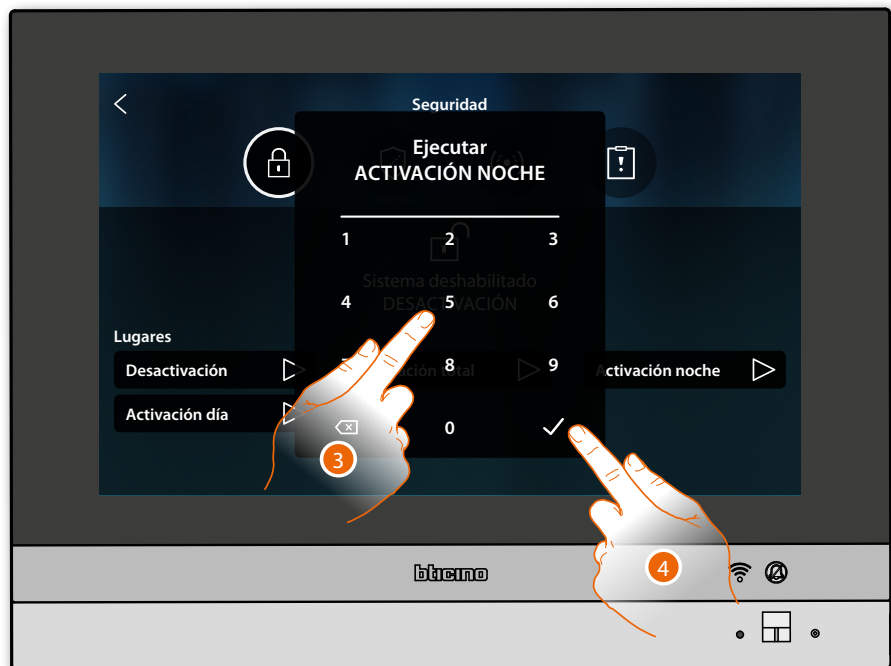 Seguridad
Ejecutar
ACTIVACIÓN NOCHE
1 2 3
Sistema deshabilitado
DESACTIVACIÓN
4 5 6
Lugares
Desactivación
total
Activación noche
8 9
Activación día
0
3
4
bticino